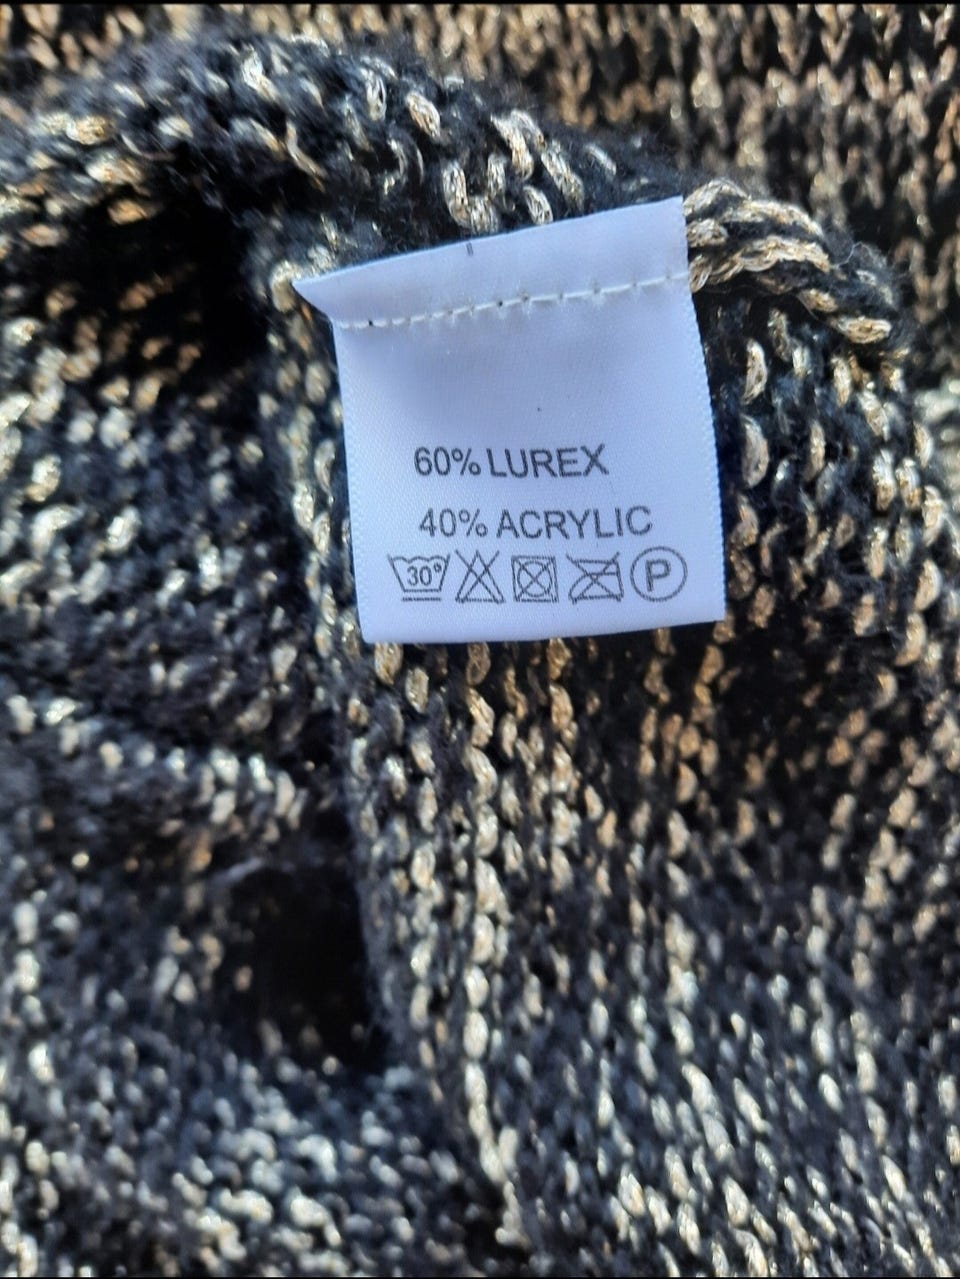 60% LUREX
40% ACRYLIC
30° P